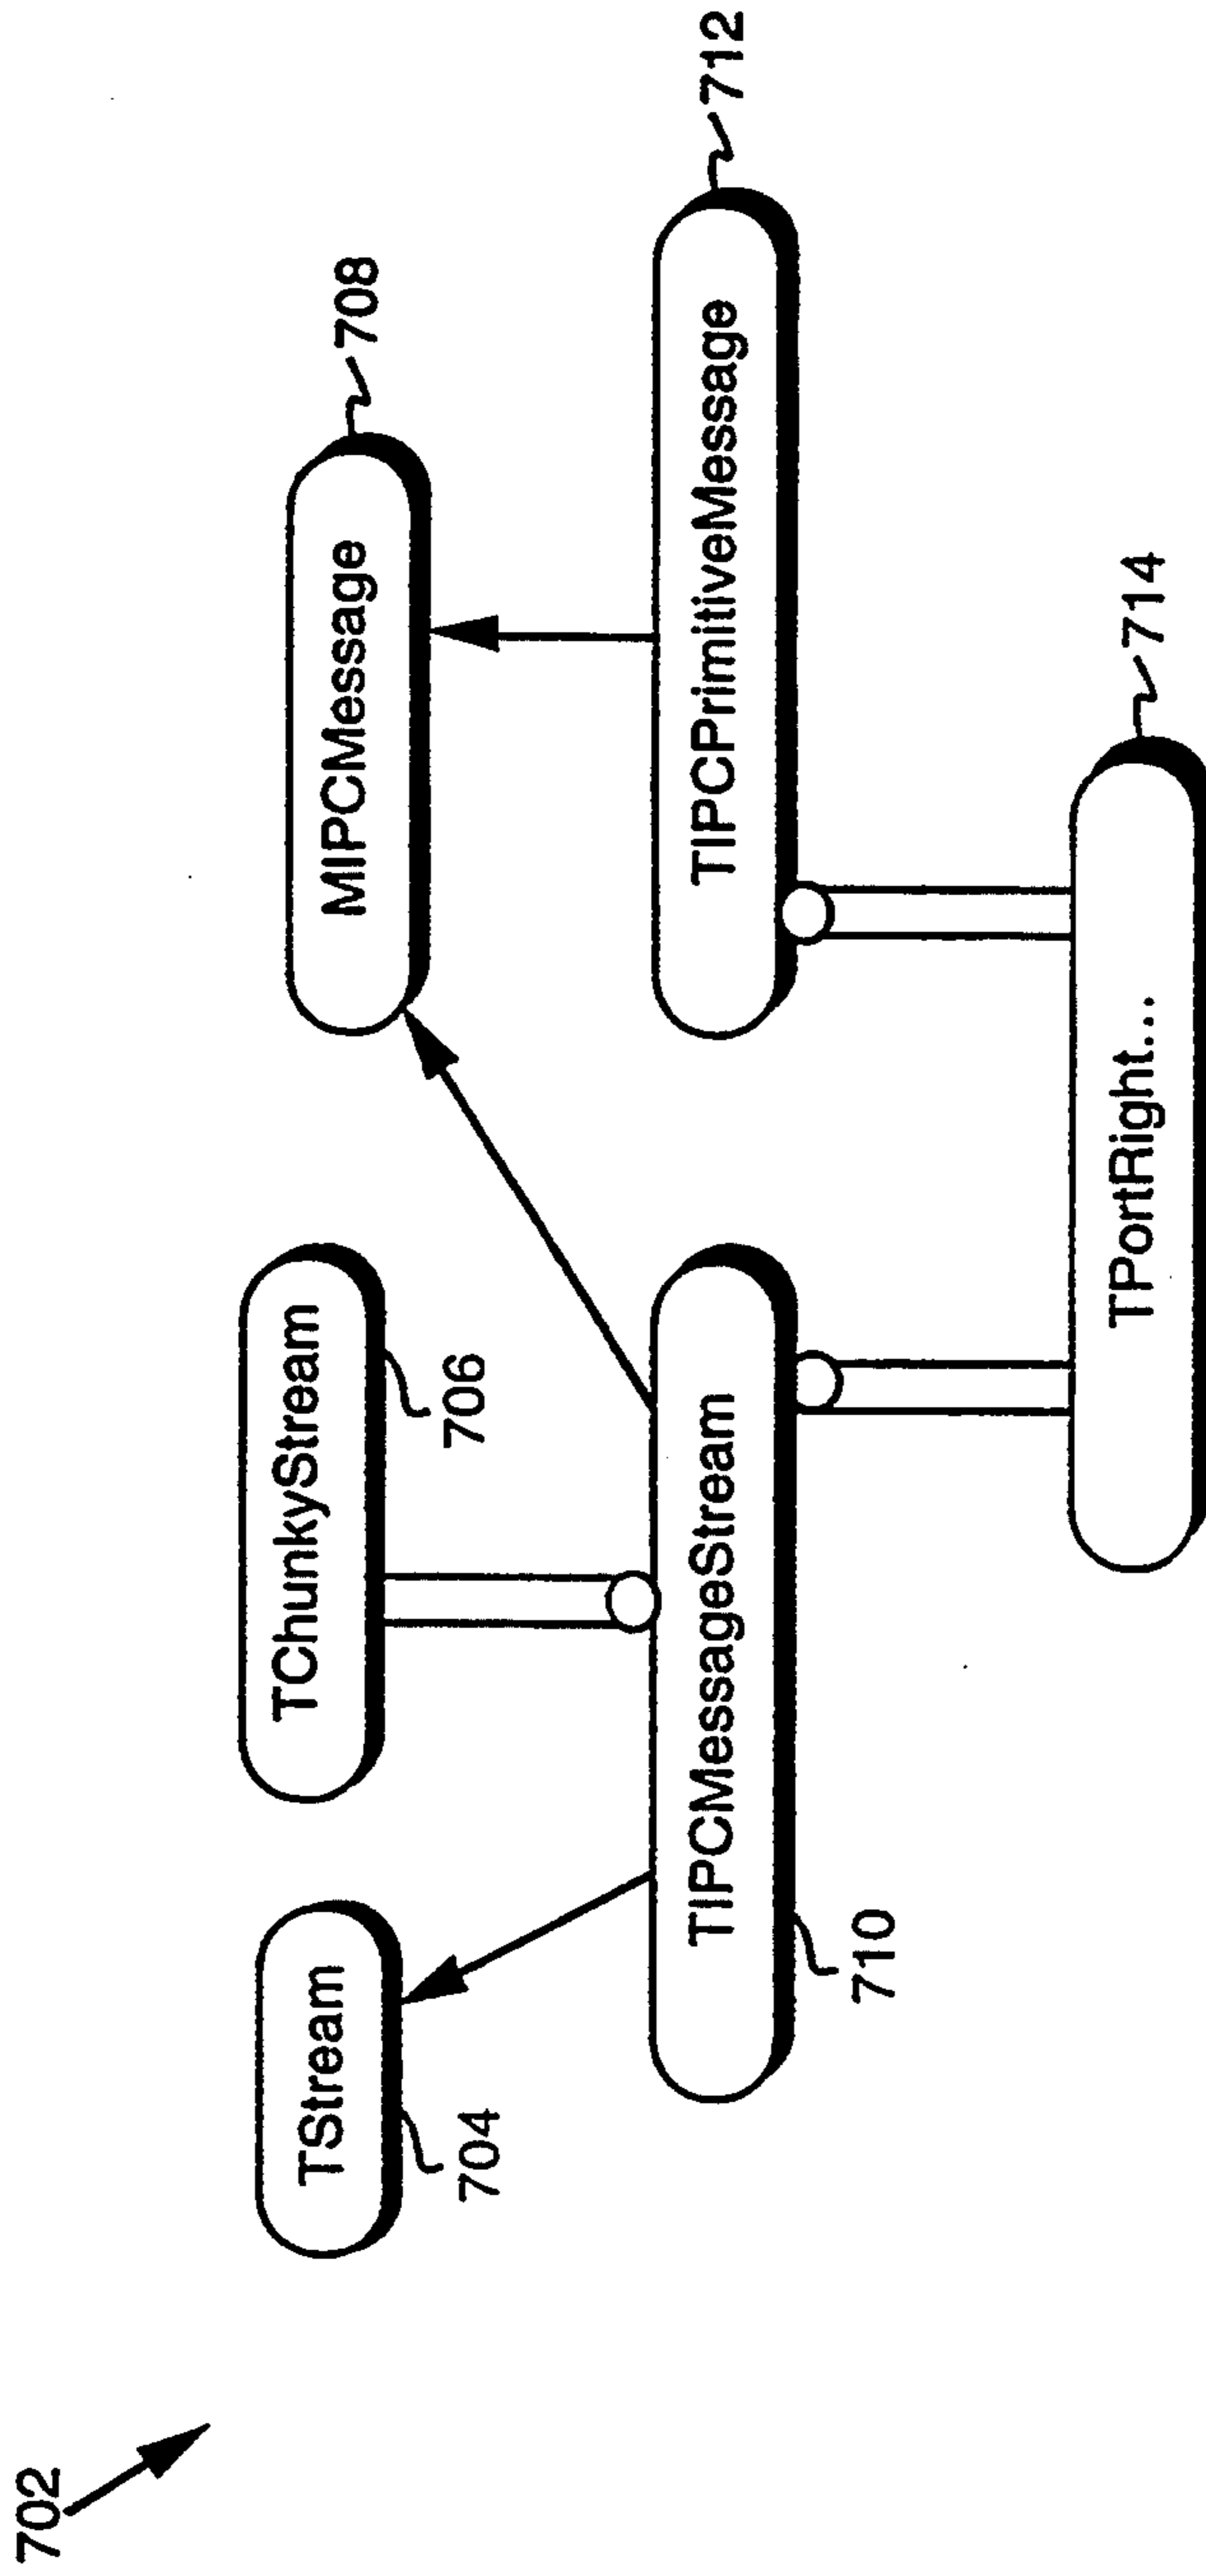 702
TStream
704
TChunkyStream
706
MIPCMessage
708
TIPCMessageStream
710
TIPCPrimitiveMessage
712
TPortRight...
714